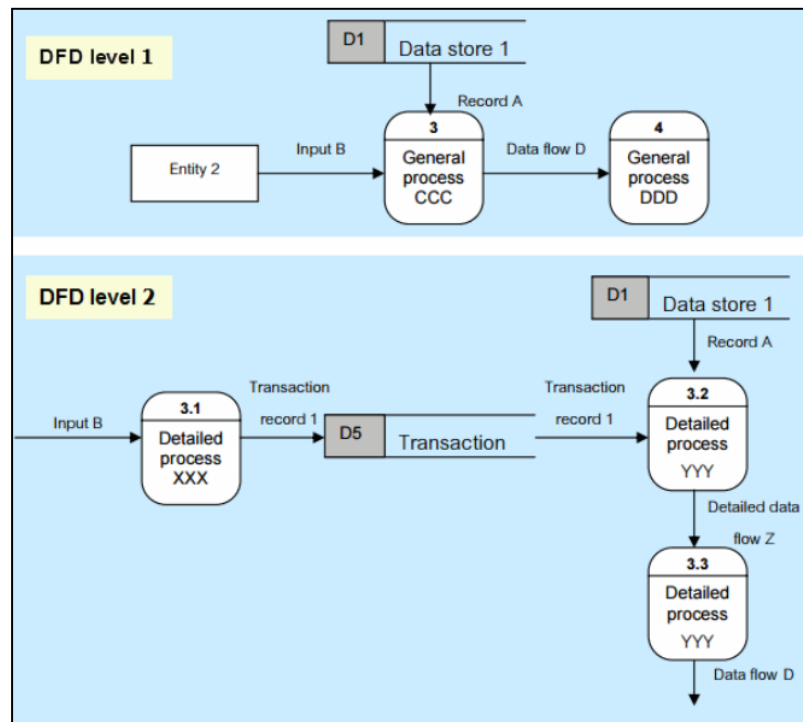 DFD level 1
D1
Data store 1
Record A
Entity 2
Input B
3
General
process
CCC
Data flow D
4
General
process
DDD
DFD level 2
D1
Data store 1
Record A
Input B
3.1
Detailed
process
XXX
Transaction
record 1
D5
Transaction
Transaction
record 1
3.2
Detailed
process
YYY
Detailed data
flow Z
3.3
Detailed
process
YYY
Data flow D